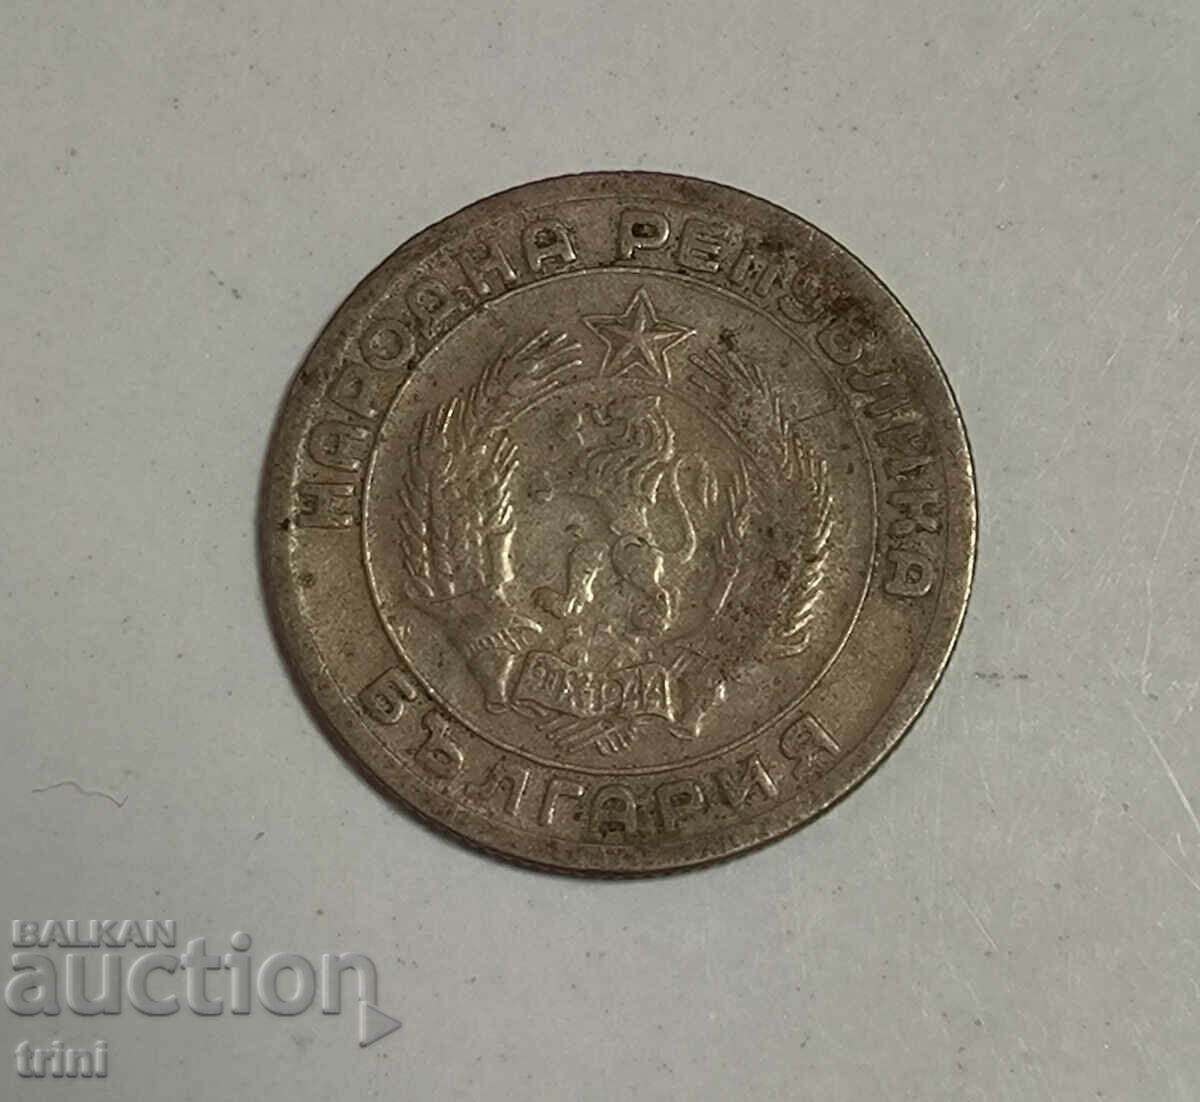 НАРОДНА РЕПУБЛИКА
БЪЛГАРИЯ
9·IX·1944
BALKAN
auction
trini